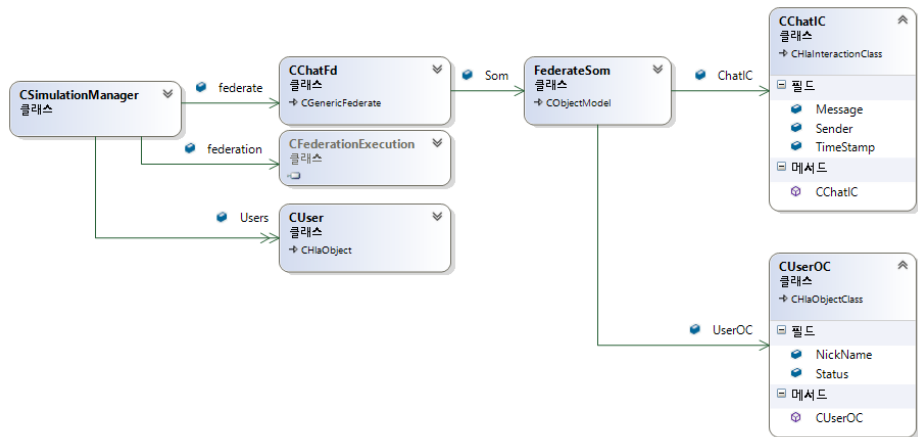 CSimulationManager
클래스
federate
federation
Users
CChatFd
클래스
CGenericFederate
CFederationExecution
클래스
CUser
클래스
CHlaObject
Som
FederateSom
클래스
CObjectModel
ChatIC
UserOC
CChatIC
클래스
CHlaInteractionClass
필드
Message
Sender
TimeStamp
메서드
CChatIC
CUserOC
클래스
CHlaObjectClass
필드
NickName
Status
메서드
CUserOC